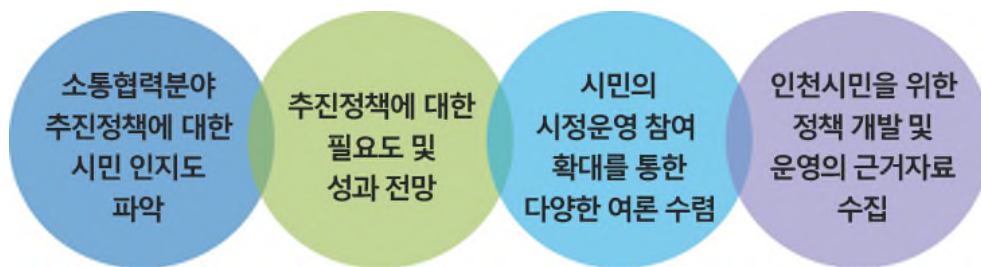 소통협력분야
추진정책에 대한
시민 인지도
파악
추진정책에 대한
필요도 및
성과 전망
시민의
시정운영 참여
확대를 통한
다양한 여론 수렴
인천시민을 위한
정책 개발 및
운영의 근거자료
수집